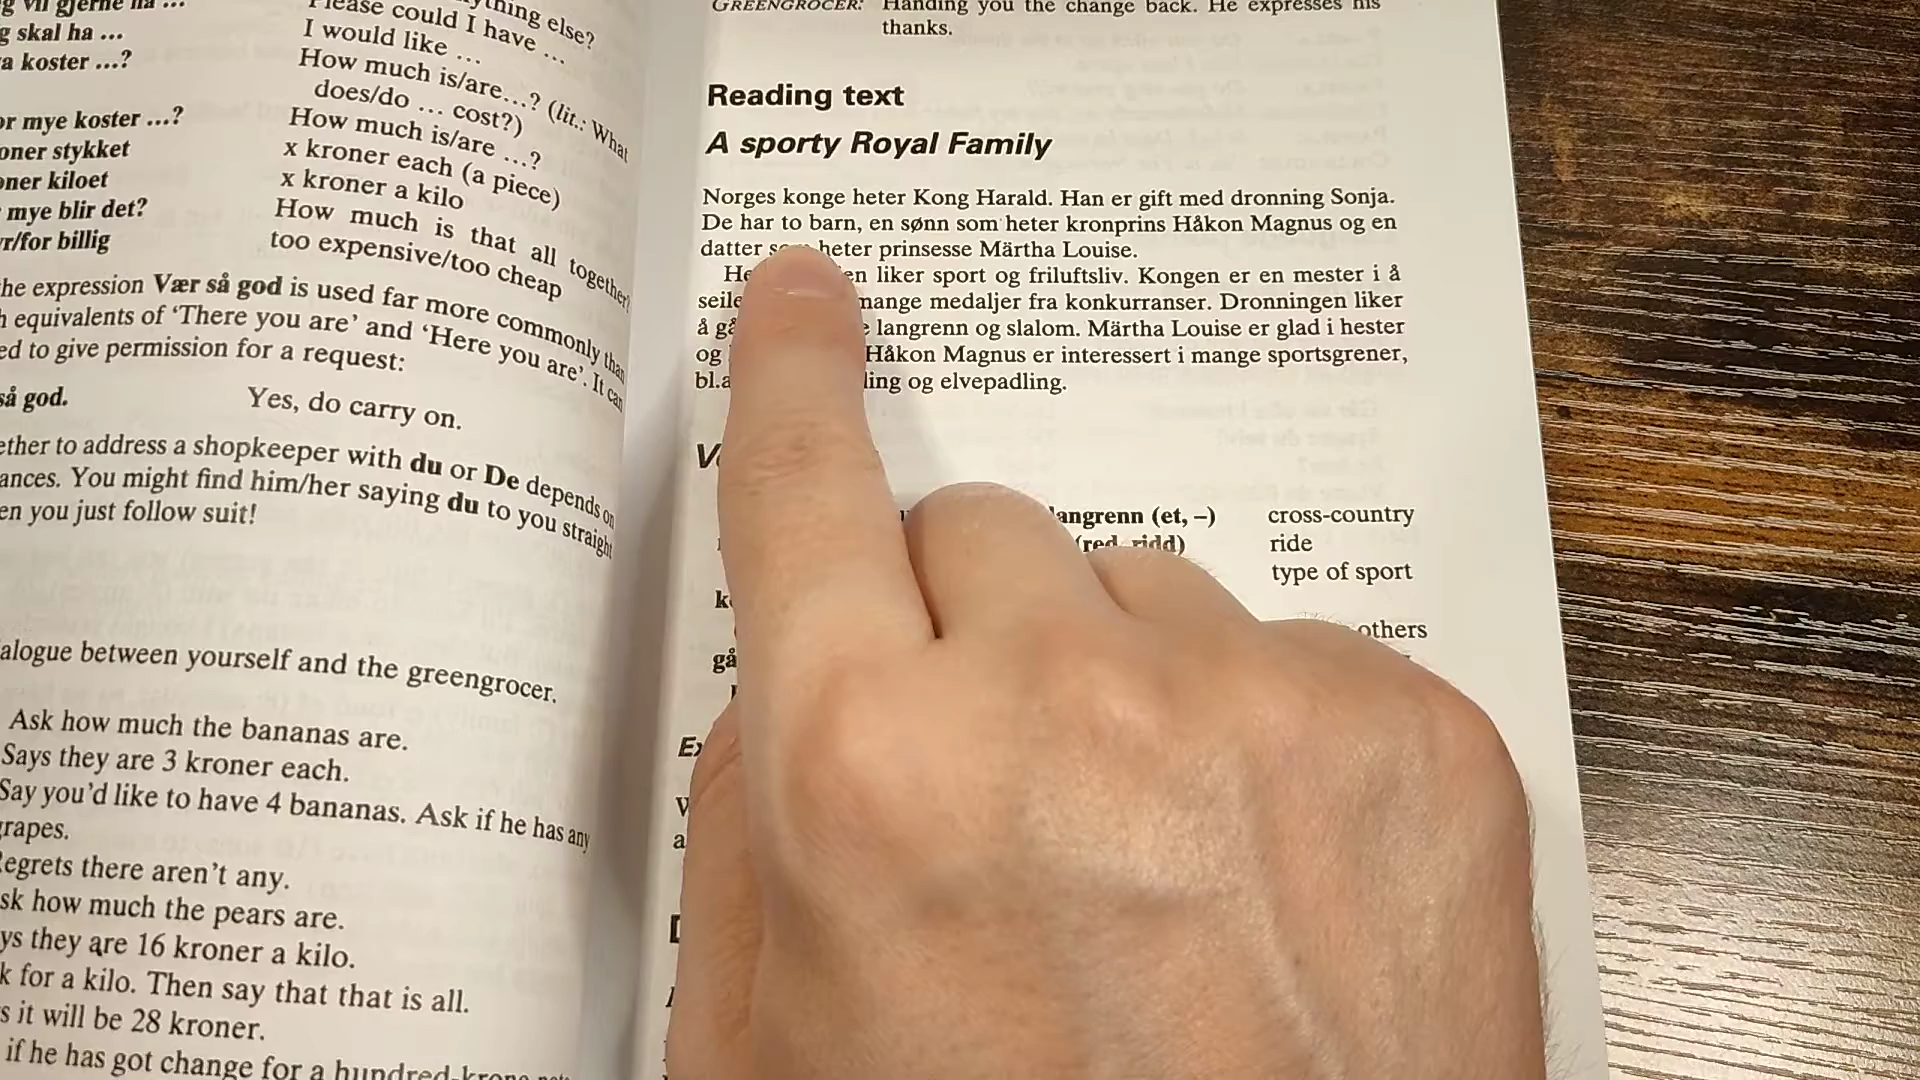 g vil gjerne ha ...
g skal ha ...
a koster ...?
or mye koster ...?
oner stykket
oner kiloet
mye blir det?
r/for billig
ything else?
Please could I have ...
I would like ...
How much is/are...? (lit.: What
does/do ... cost?)
How much is/are ...?
x kroner each (a piece)
x kroner a kilo
How much is that all together?
too expensive/too cheap
he expression Vær så god is used far more commonly than
h equivalents of ‘There you are’ and ‘Here you are’. It can
ed to give permission for a request:
så god. Yes, do carry on.
ether to address a shopkeeper with du or De depends on
ances. You might find him/her saying du to you straight
en you just follow suit!
alogue between yourself and the greengrocer.
Ask how much the bananas are.
Says they are 3 kroner each.
Say you’d like to have 4 bananas. Ask if he has any
grapes.
Regrets there aren’t any.
sk how much the pears are.
ys they are 16 kroner a kilo.
k for a kilo. Then say that that is all.
s it will be 28 kroner.
if he has got change for a hundred-krone
GREENGROCER: Handing you the change back. He expresses his
thanks.
Reading text
A sporty Royal Family
Norges konge heter Kong Harald. Han er gift med dronning Sonja.
De har to barn, en sønn som heter kronprins Håkon Magnus og en
datter heter prinsesse Märtha Louise.
He en liker sport og friluftsliv. Kongen er en mester i å
seile mange medaljer fra konkurranser. Dronningen liker
å gå langrenn og slalom. Märtha Louise er glad i hester
og Håkon Magnus er interessert i mange sportsgrener,
bl.a ling og elvepadling.
langrenn (et, –) cross-country
(red, ridd) ride
type of sport
others
gå